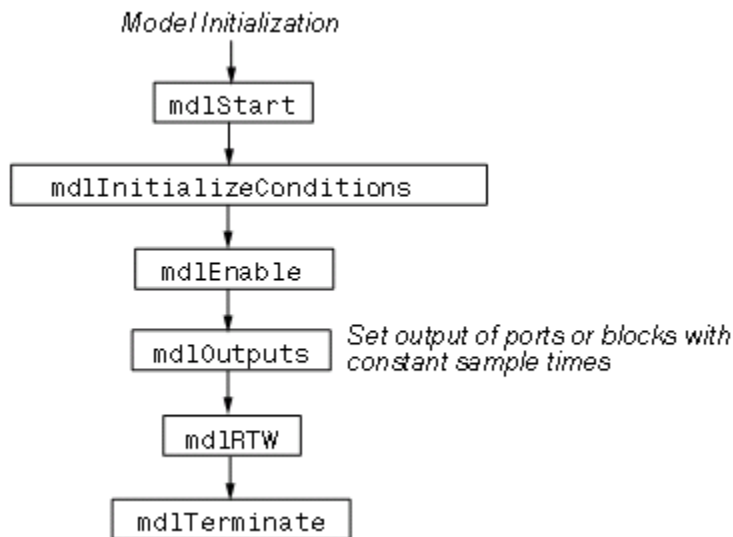 Model Initialization
mdlStart
mdlInitializeConditions
mdlEnable
mdlOutputs
Set output of ports or blocks with
constant sample times
mdlRTW
mdlTerminate